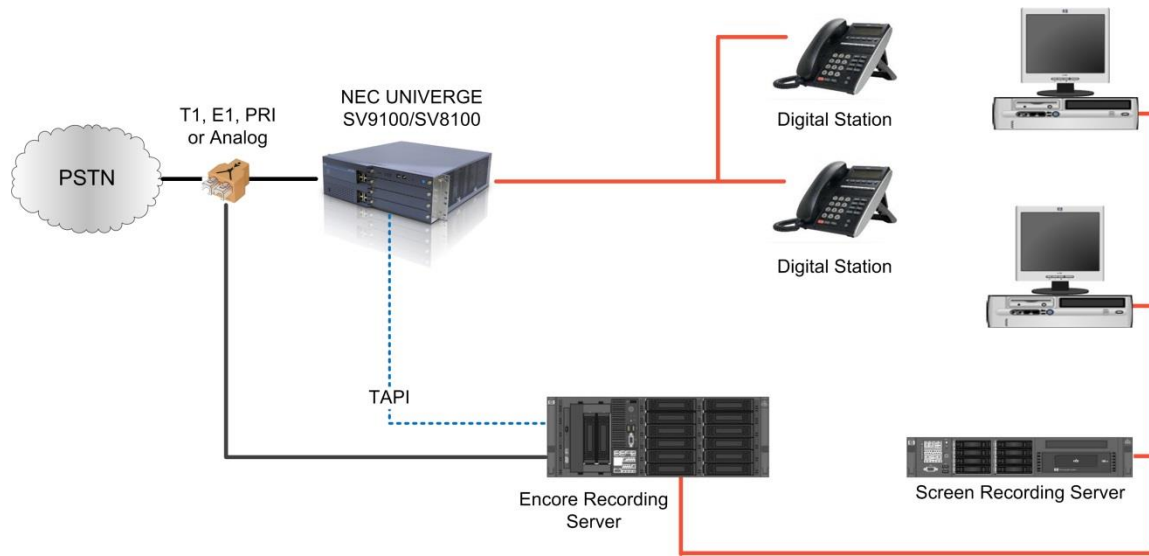 NEC UNIVERGE
SV9100/SV8100
T1, E1, PRI
or Analog
PSTN
Digital Station
Digital Station
TAPI
Encore Recording
Server
Screen Recording Server